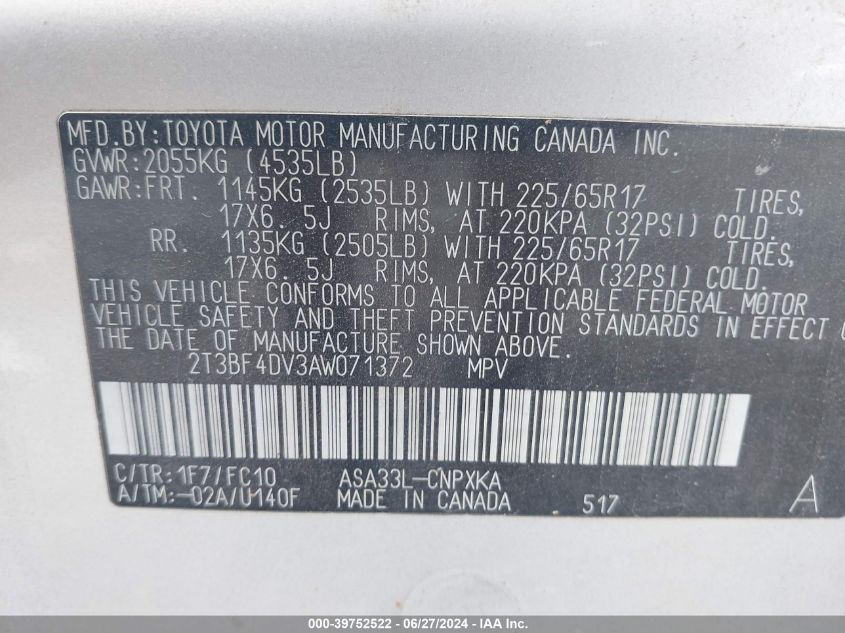 MFD.BY:TOYOTA MOTOR MANUFACTURING CANADA INC.
GVWR:2055KG (4535LB)
GAWR:FRT. 1145KG (2535LB) WITH 225/65R17 TIRES,
17X6. 5J RIMS, AT 220KPA (32PSI) COLD.
RR. 1135KG (2505LB) WITH 225/65R17 TIRES,
17X6. 5J RIMS, AT 220KPA (32PSI) COLD.
THIS VEHICLE CONFORMS TO ALL APPLICABLE FEDERAL MOTOR
VEHICLE SAFETY AND THEFT PREVENTION STANDARDS IN EFFECT
THE DATE OF MANUFACTURE SHOWN ABOVE.
2T3BF4DV3AW071372 MPV
C/TR:1F7/FC10 ASA33L-CNPXKA
A/TM:-02A/U140F MADE IN CANADA 517 A
000-39752522 - 06/27/2024 - IAA, Inc.